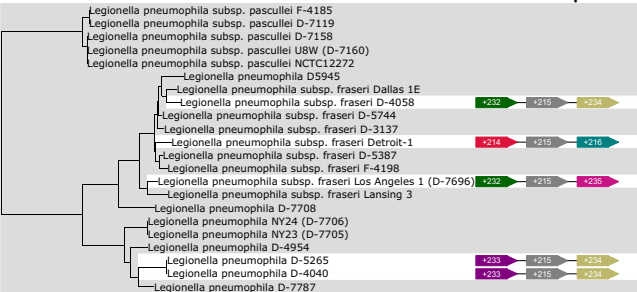 Legionella pneumophila subsp. pascullei F-4185
Legionella pneumophila subsp. pascullei D-7119
Legionella pneumophila subsp. pascullei D-7158
Legionella pneumophila subsp. pascullei U8W (D-7160)
Legionella pneumophila subsp. pascullei NCTC12272
Legionella pneumophila D5945
Legionella pneumophila subsp. fraseri Dallas 1E
Legionella pneumophila subsp. fraseri D-4058 +232 +215 +234
Legionella pneumophila subsp. fraseri D-5744
Legionella pneumophila subsp. fraseri D-3137
Legionella pneumophila subsp. fraseri Detroit-1 +214 +215 +216
Legionella pneumophila subsp. fraseri D-5387
Legionella pneumophila subsp. fraseri F-4198
Legionella pneumophila subsp. fraseri Los Angeles 1 (D-7696) +232 +215 +235
Legionella pneumophila subsp. fraseri Lansing 3
Legionella pneumophila D-7708
Legionella pneumophila NY24 (D-7706)
Legionella pneumophila NY23 (D-7705)
Legionella pneumophila D-4954
Legionella pneumophila D-5265 +233 +215 +234
Legionella pneumophila D-4040 +233 +215 +234
Legionella pneumophila D-7787